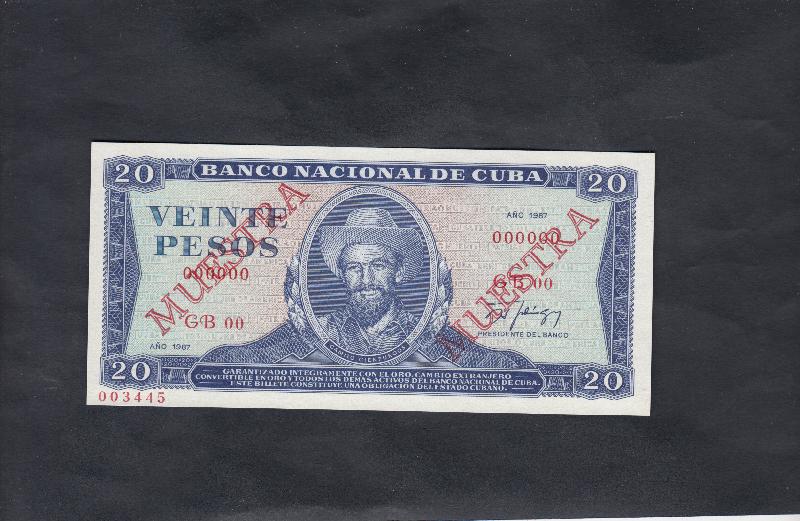 20 BANCO NACIONAL DE CUBA 20
VEINTE
PESOS
AÑO 1987
000000
000000
MUESTRA
MUESTRA
GB 00
GB 00
PRESIDENTE DEL BANCO
AÑO 1987
CAMILO CIENFUEGOS
20
GARANTIZADO INTEGRAMENTE CON EL ORO, CAMBIO EXTRANJERO
CONVERTIBLE EN ORO Y TODOS LOS DEMAS ACTIVOS DEL BANCO NACIONAL DE CUBA.
ESTE BILLETE CONSTITUYE UNA OBLIGACION DEL ESTADO CUBANO.
20
003445